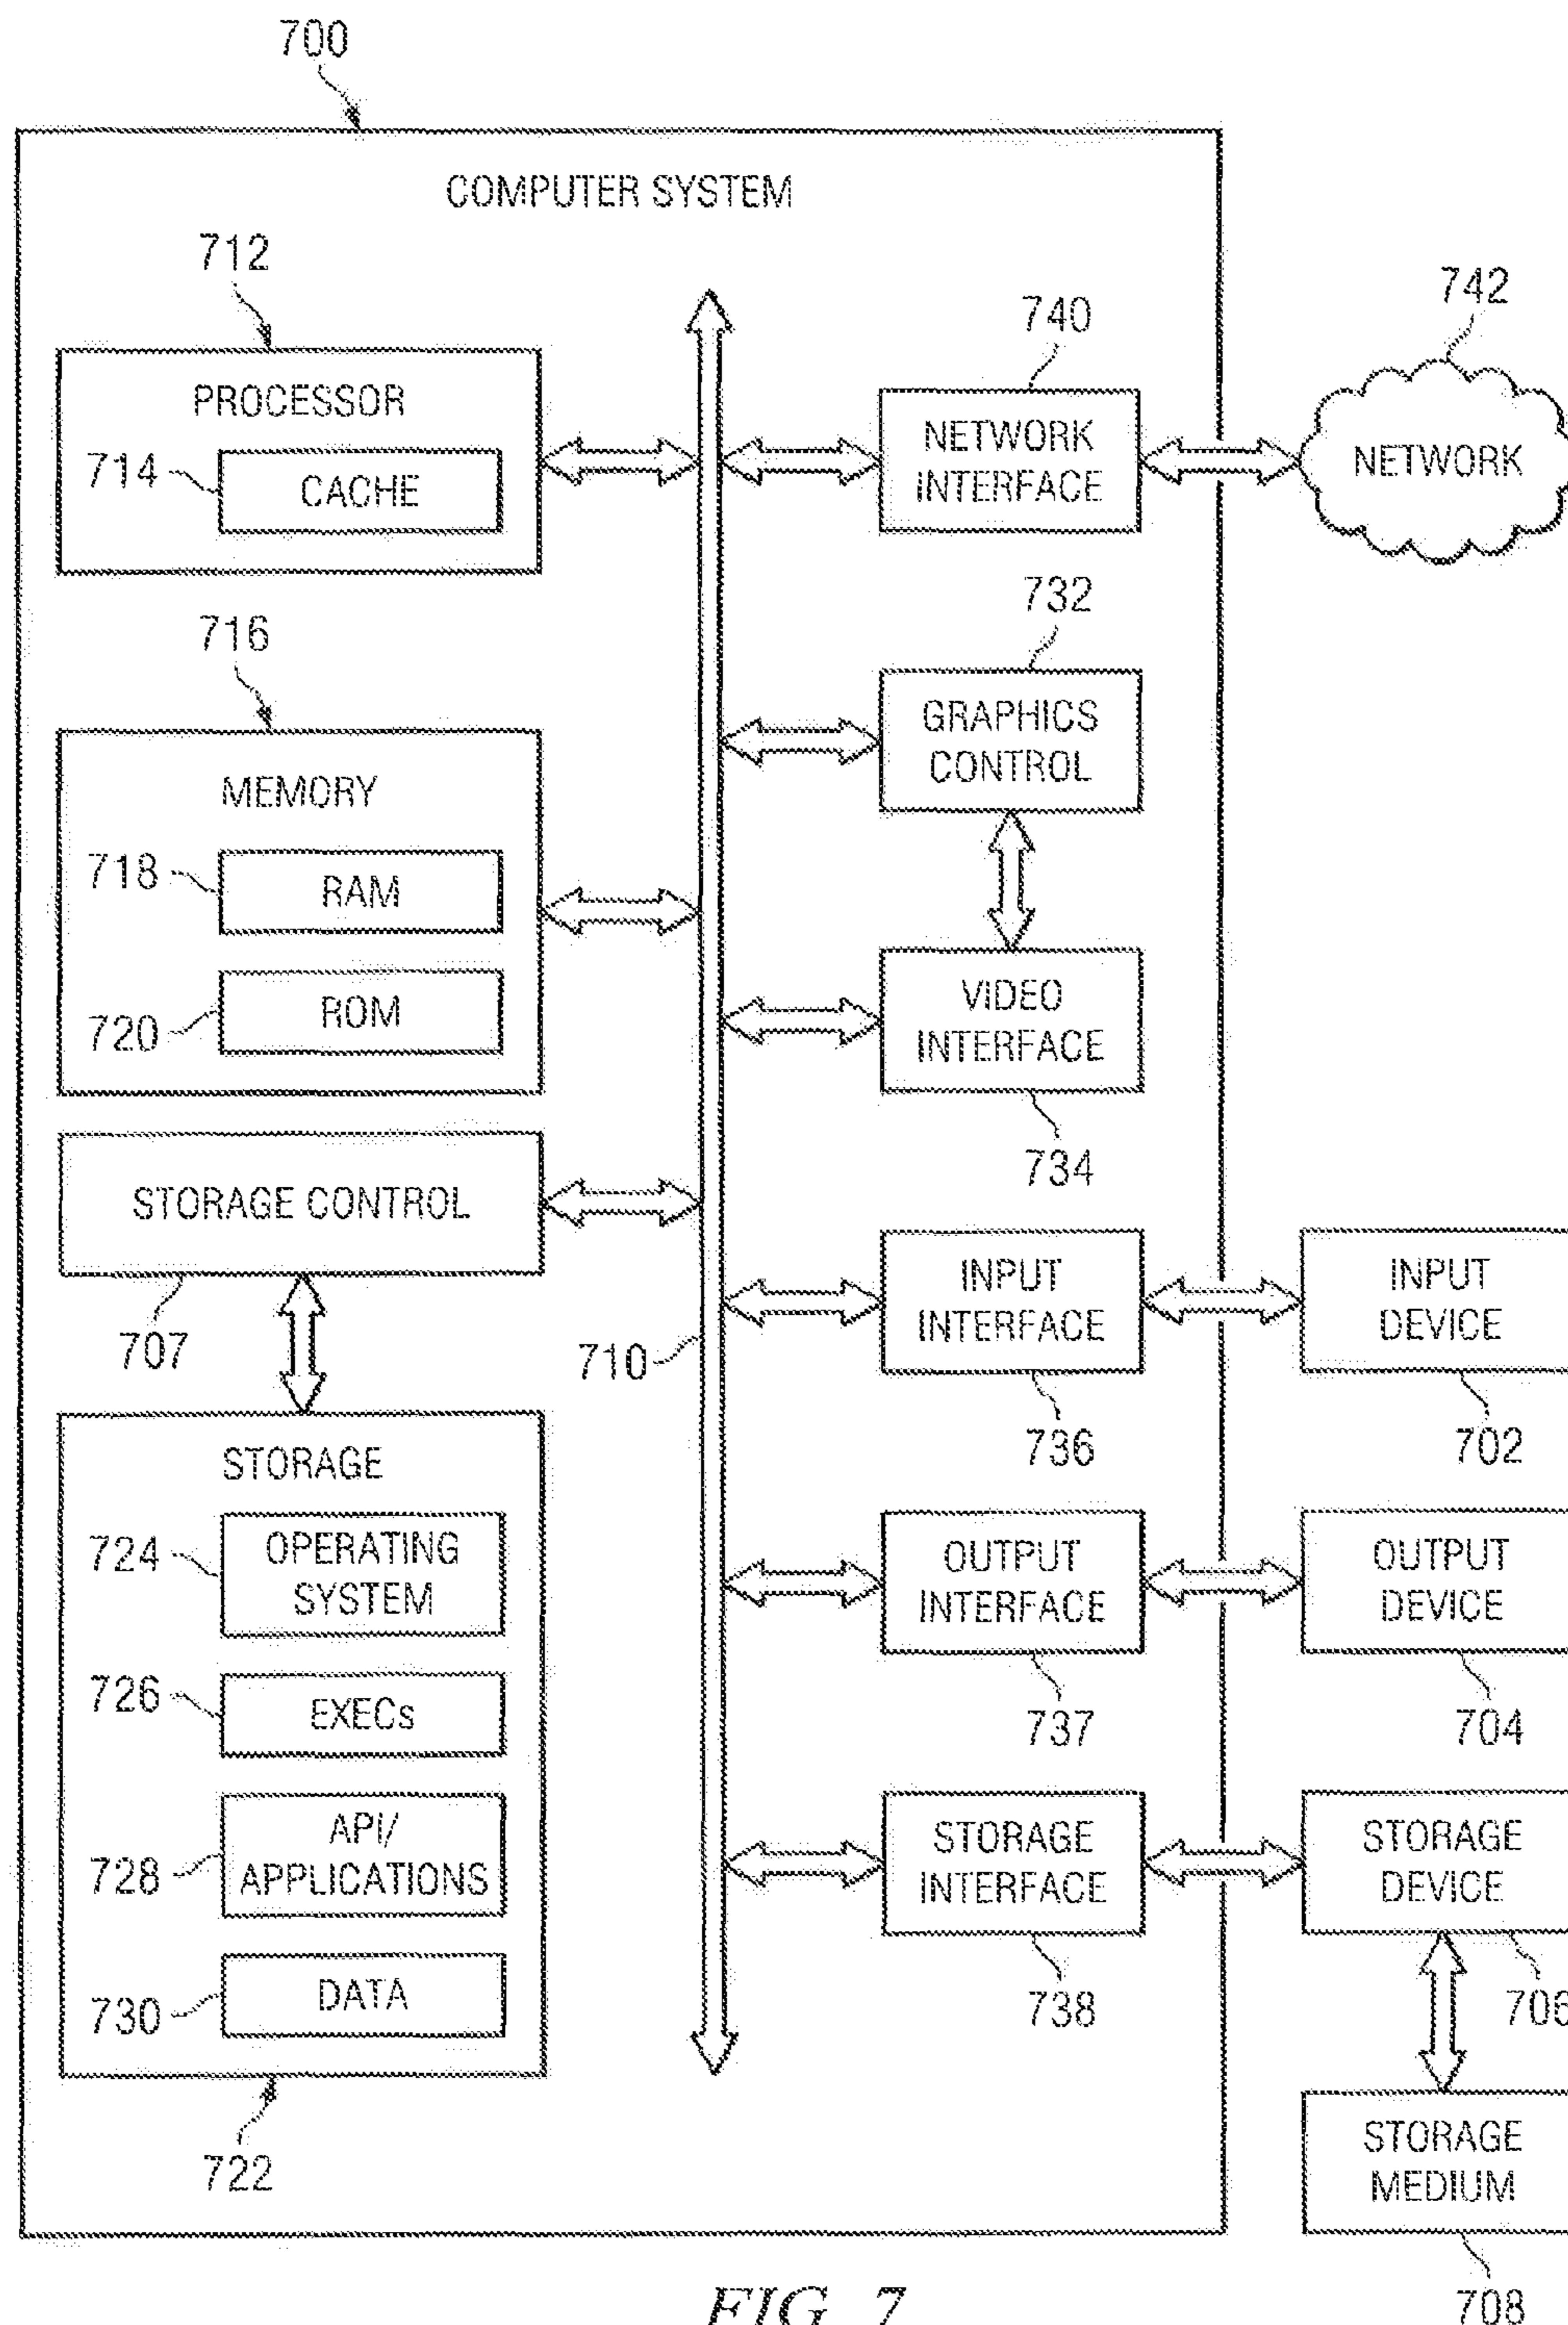 700
COMPUTER SYSTEM
712
PROCESSOR
714
CACHE
740
NETWORK
INTERFACE
742
NETWORK
716
MEMORY
718
RAM
720
ROM
732
GRAPHICS
CONTROL
VIDEO
INTERFACE
734
STORAGE CONTROL
707
710
INPUT
INTERFACE
736
INPUT
DEVICE
702
STORAGE
724
OPERATING
SYSTEM
726
EXECs
728
API/
APPLICATIONS
730
DATA
722
OUTPUT
INTERFACE
737
OUTPUT
DEVICE
704
STORAGE
INTERFACE
738
STORAGE
DEVICE
706
STORAGE
MEDIUM
708
FIG. 7